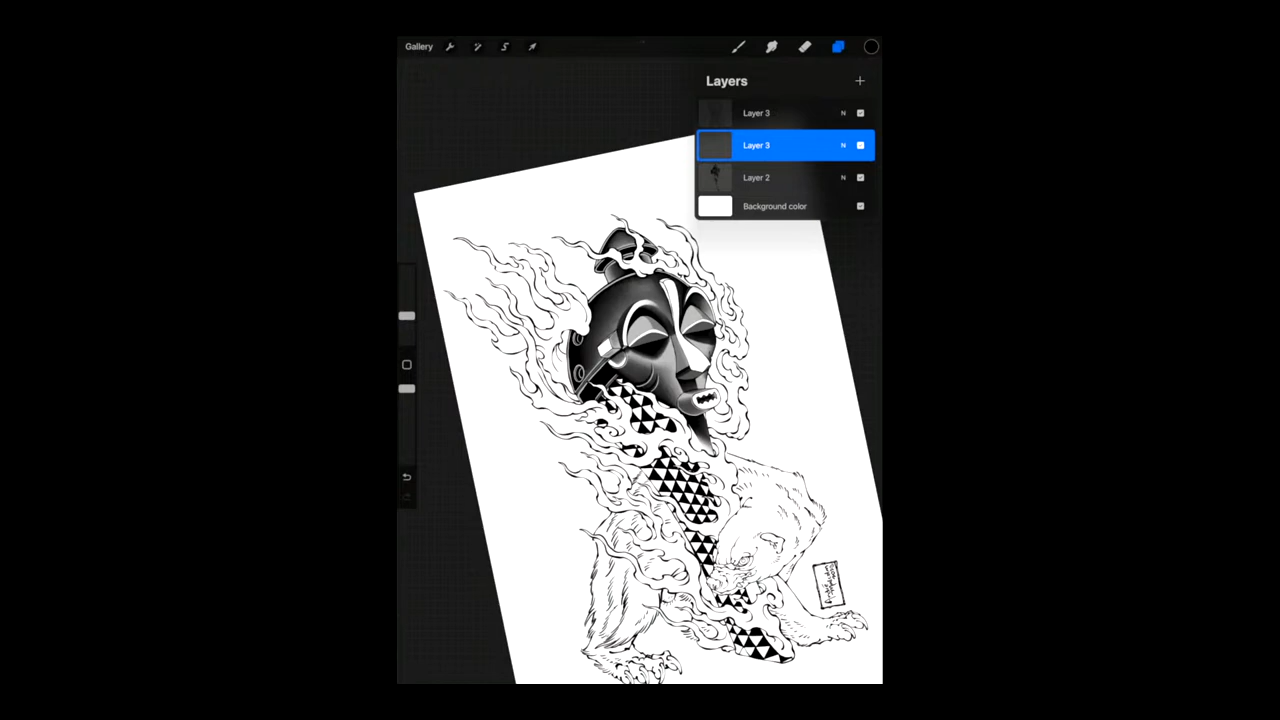 Gallery
Layers
Layer 3 N
Layer 3 N
Layer 2 N
Background color